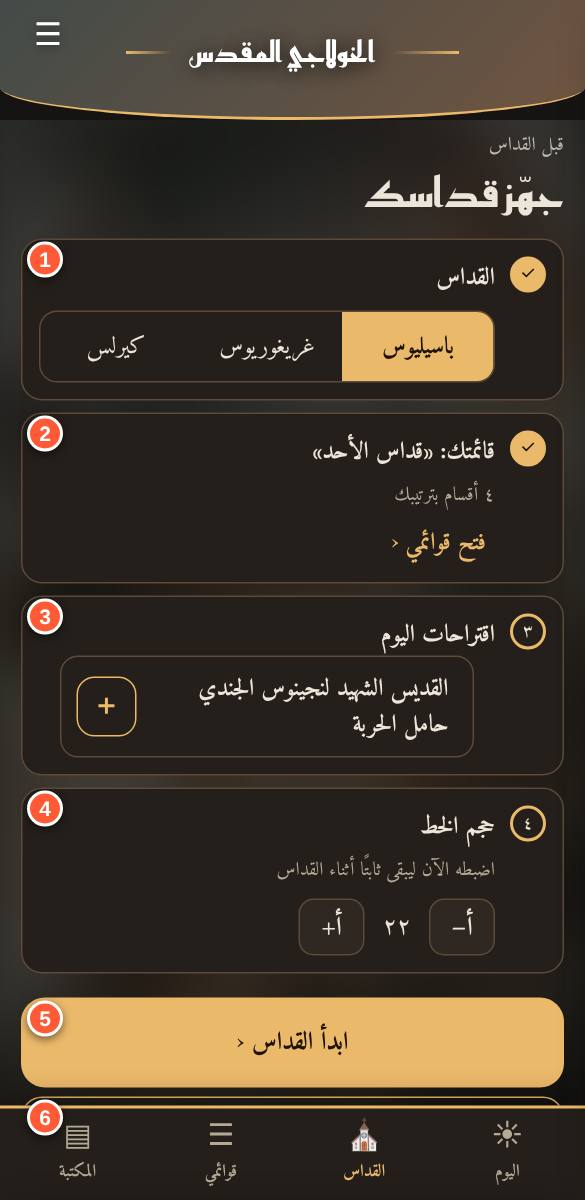 الخولاجي المقدس
قبل القداس
جهّز قداسك
1
القداس
باسيليوس غريغوريوس كيرلس
2
قائمتك: «قداس الأحد»
٤ أقسام بترتيبك
فتح قوائمي ‹
3
٣ اقتراحات اليوم
القديس الشهيد لنجينوس الجندي
حامل الحربة
+
4
٤ حجم الخط
اضبطه الآن ليبقى ثابتًا أثناء القداس
أ− ٢٢ أ+
5
ابدأ القداس ‹
6
اليوم القداس قوائمي المكتبة